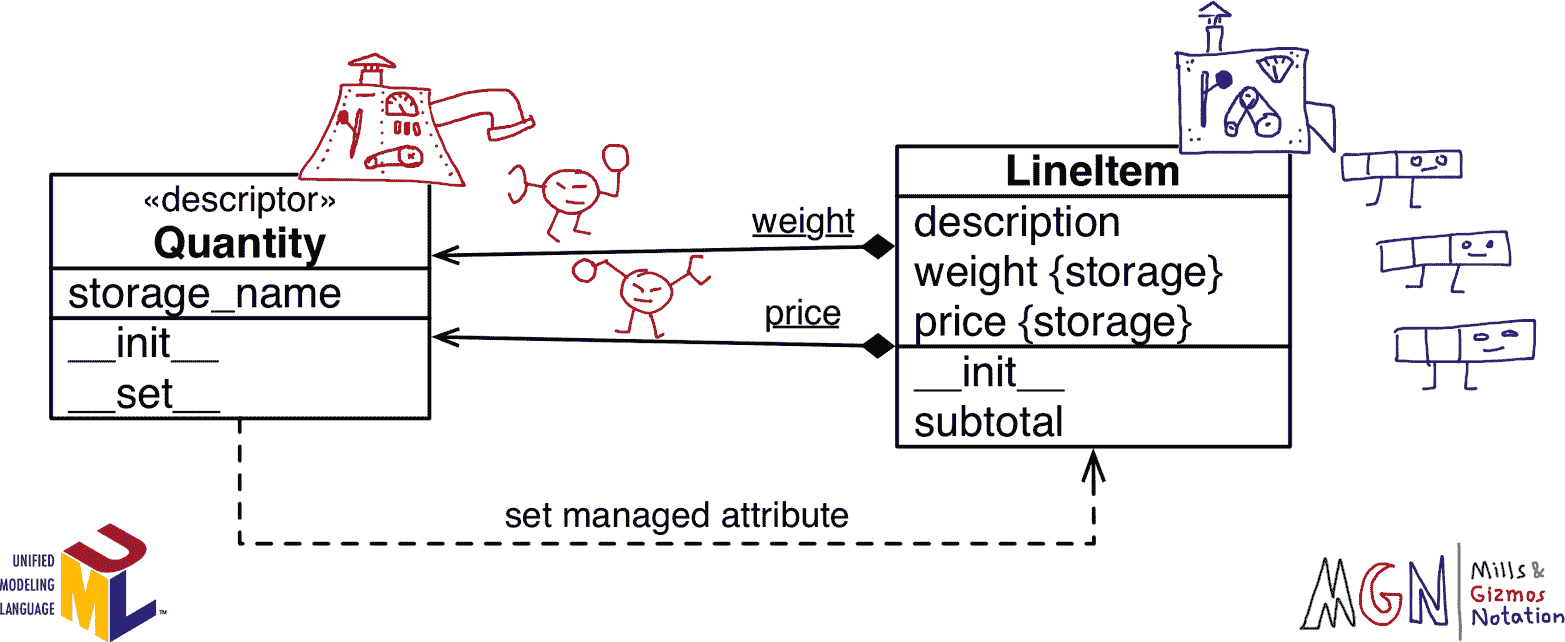 «descriptor»
Quantity
storage_name
__init__
__set__
weight
price
LineItem
description
weight {storage}
price {storage}
__init__
subtotal
set managed attribute
UNIFIED
MODELING
LANGUAGE
UML™
MGN
Mills &
Gizmos
Notation